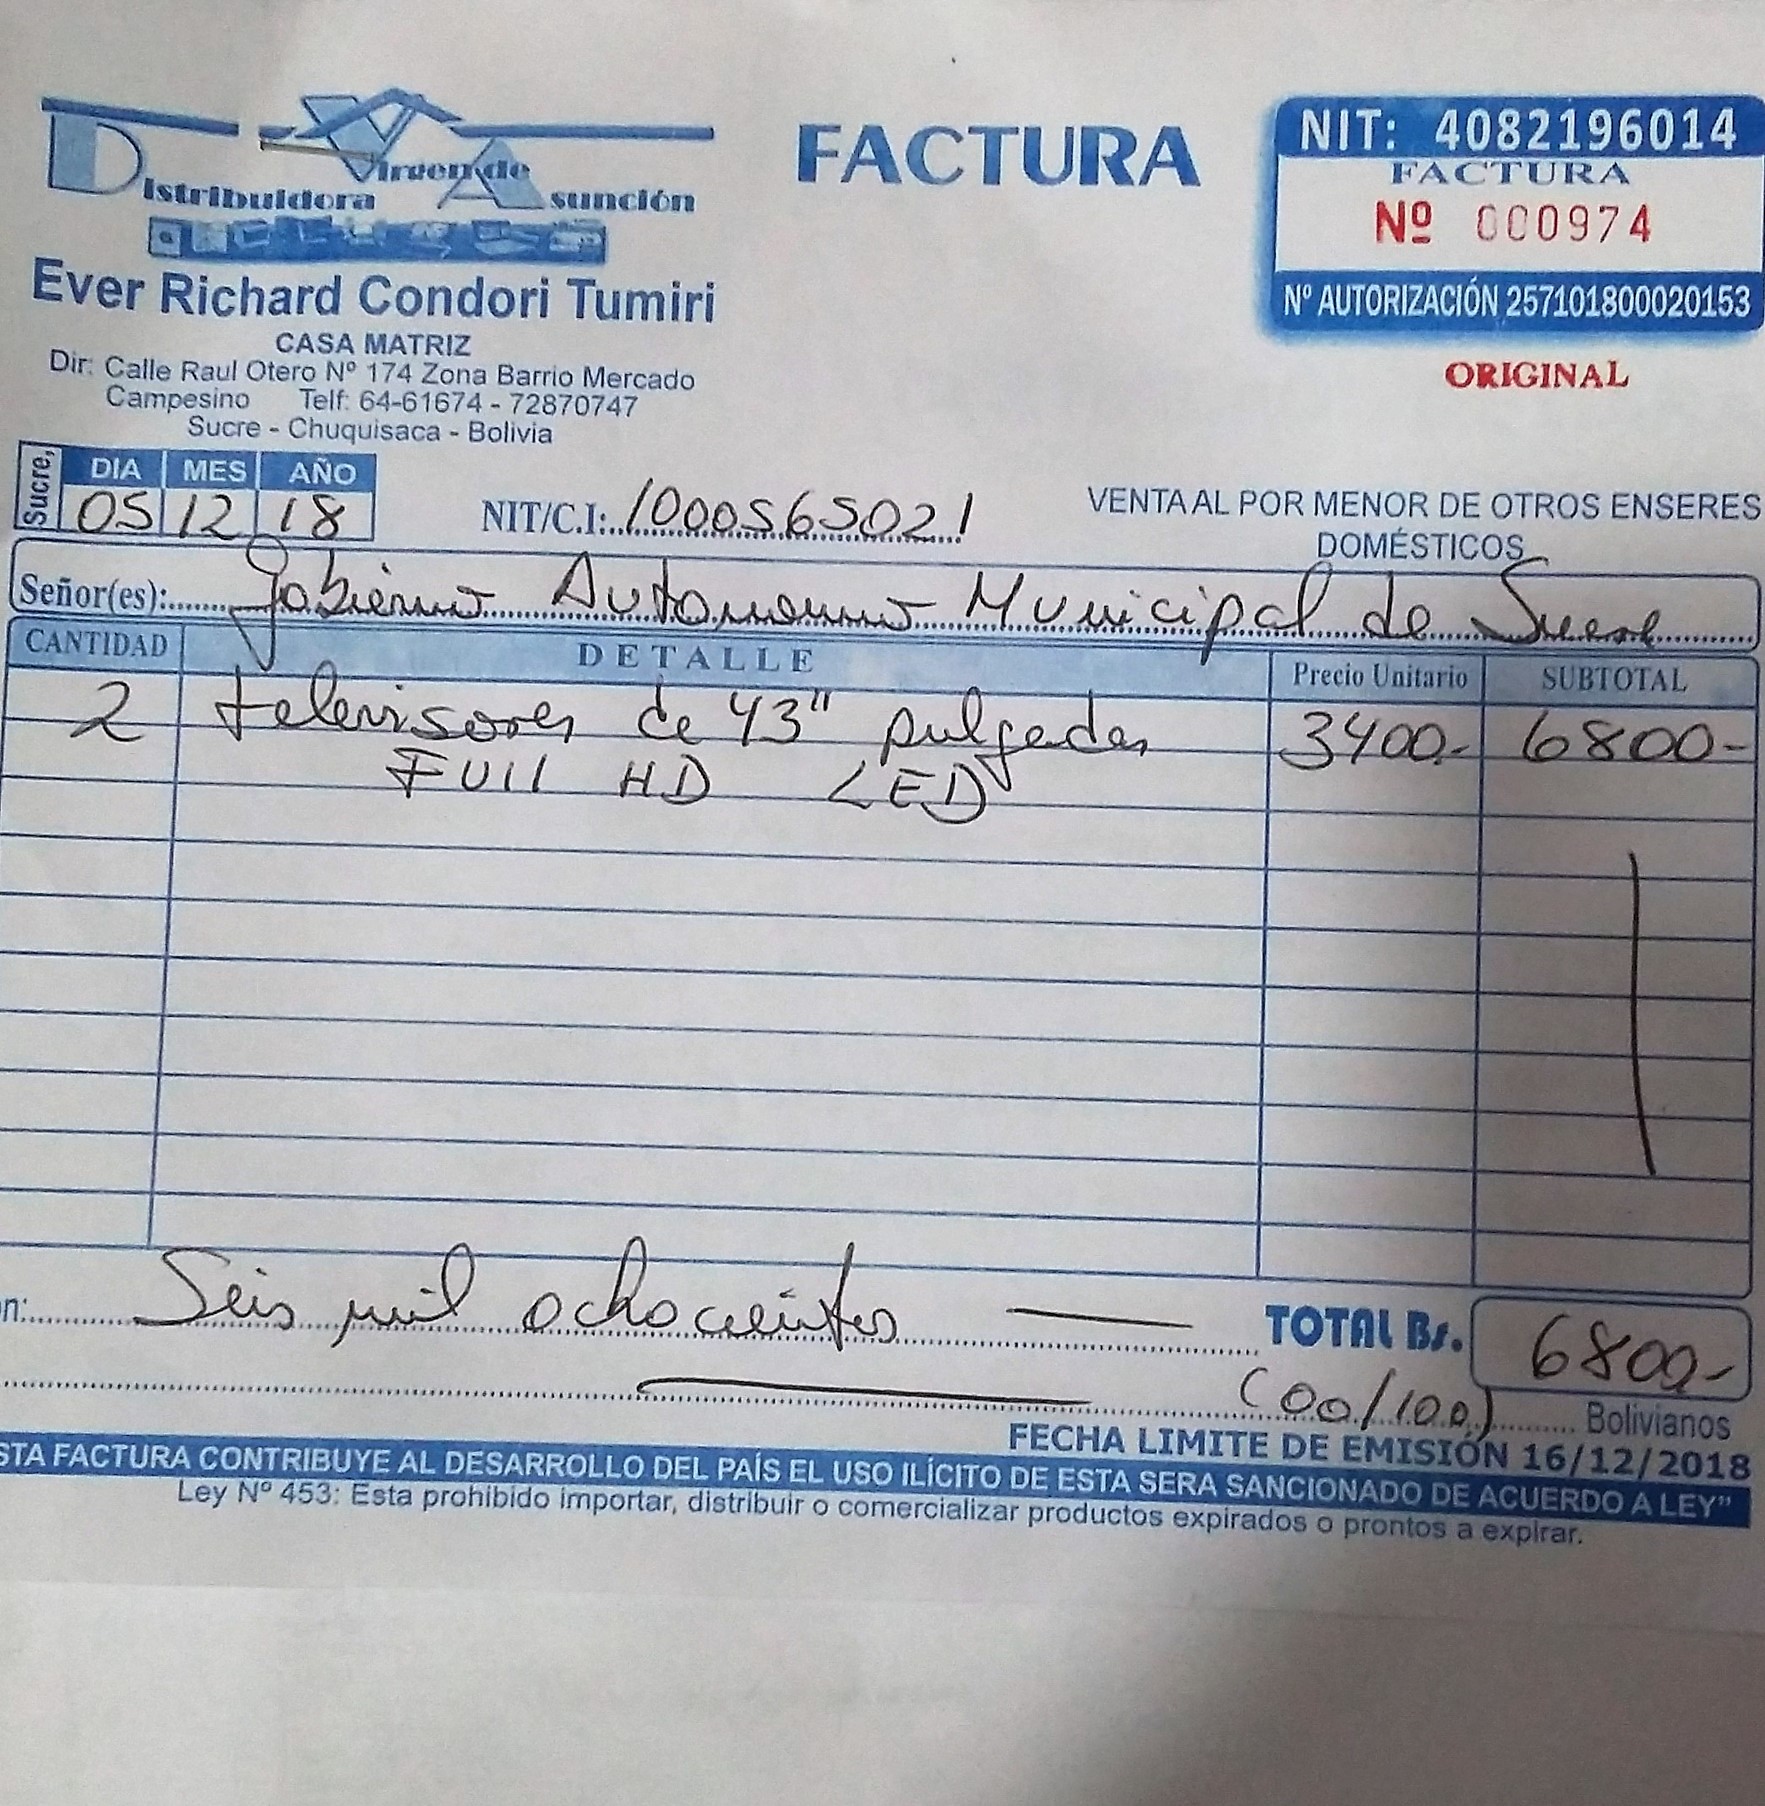 Distribuidora Virgen de Asunción
FACTURA
NIT: 4082196014
FACTURA
Nº 000974
Nº AUTORIZACIÓN 257101800020153
ORIGINAL
Ever Richard Condori Tumiri
CASA MATRIZ
Dir: Calle Raul Otero Nº 174 Zona Barrio Mercado
Campesino Telf: 64-61674 - 72870747
Sucre - Chuquisaca - Bolivia
Sucre, DIA MES AÑO
05 12 18
NIT/C.I: 1000565021
VENTA AL POR MENOR DE OTROS ENSERES
DOMÉSTICOS
Señor(es): Gobierno Autonomo Municipal de Sucre
CANTIDAD DETALLE Precio Unitario SUBTOTAL
2 televisores de 43" pulgadas 3400.- 6800-
FUll HD LED
n: Seis mil ochocientos TOTAL Bs. 6800,-
(00/100) Bolivianos
FECHA LIMITE DE EMISIÓN 16/12/2018
STA FACTURA CONTRIBUYE AL DESARROLLO DEL PAÍS EL USO ILÍCITO DE ESTA SERA SANCIONADO DE ACUERDO A LEY"
Ley Nº 453: Esta prohibido importar, distribuir o comercializar productos expirados o prontos a expirar.